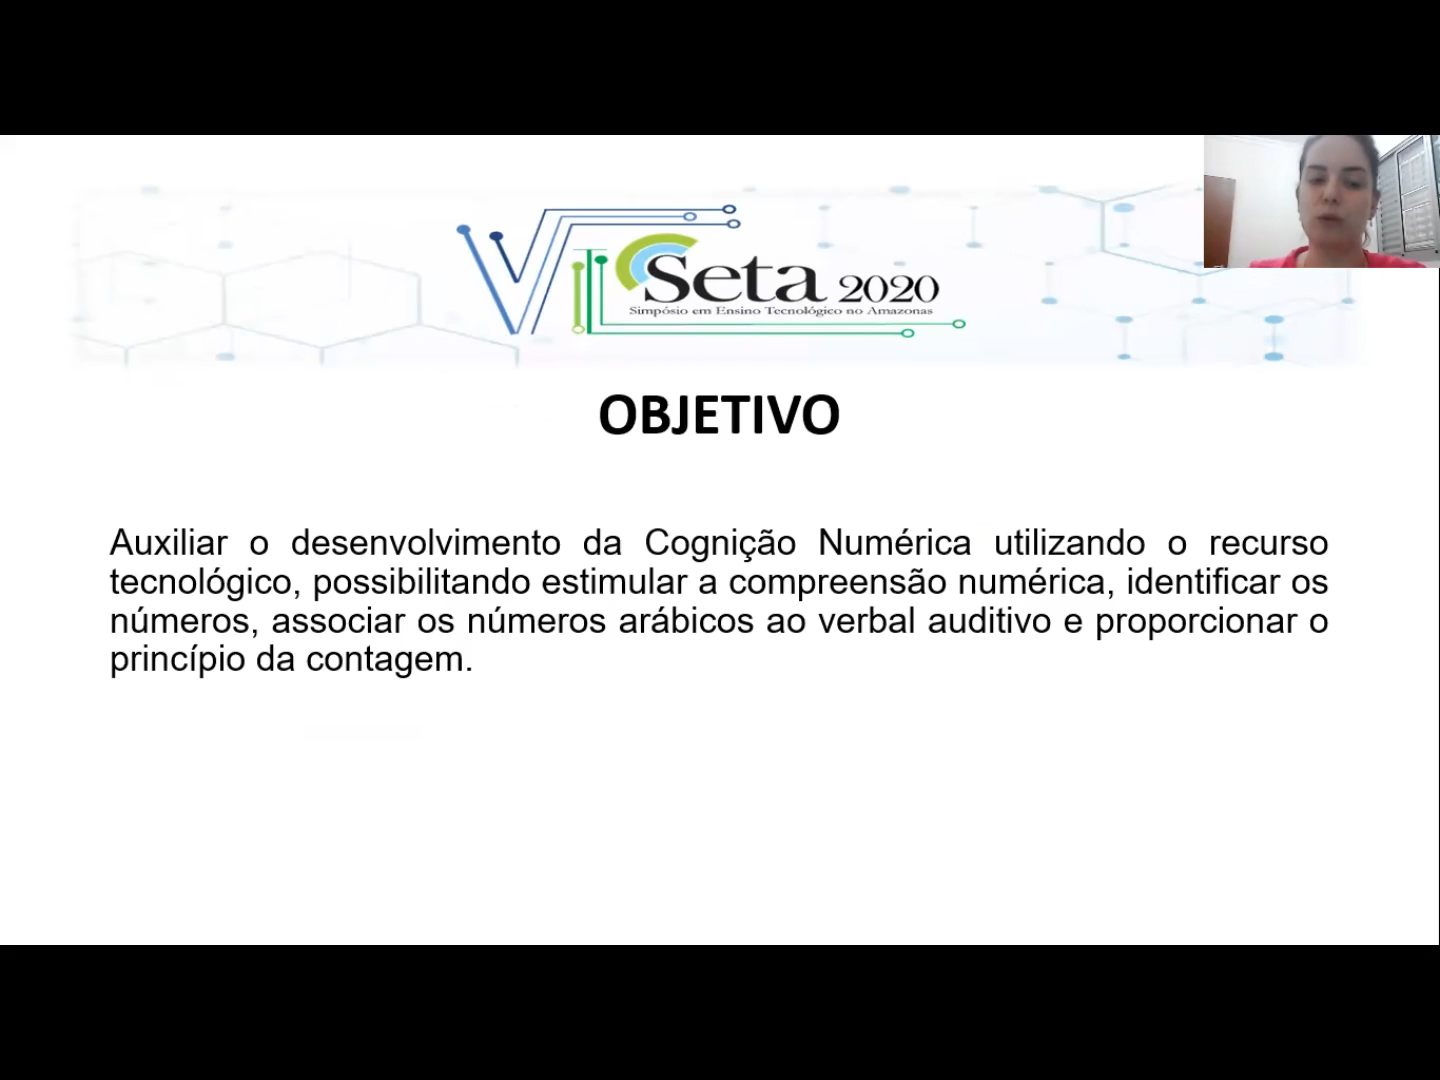 VII Seta 2020
Simpósio em Ensino Tecnológico no Amazonas
OBJETIVO
Auxiliar o desenvolvimento da Cognição Numérica utilizando o recurso
tecnológico, possibilitando estimular a compreensão numérica, identificar os
números, associar os números arábicos ao verbal auditivo e proporcionar o
princípio da contagem.